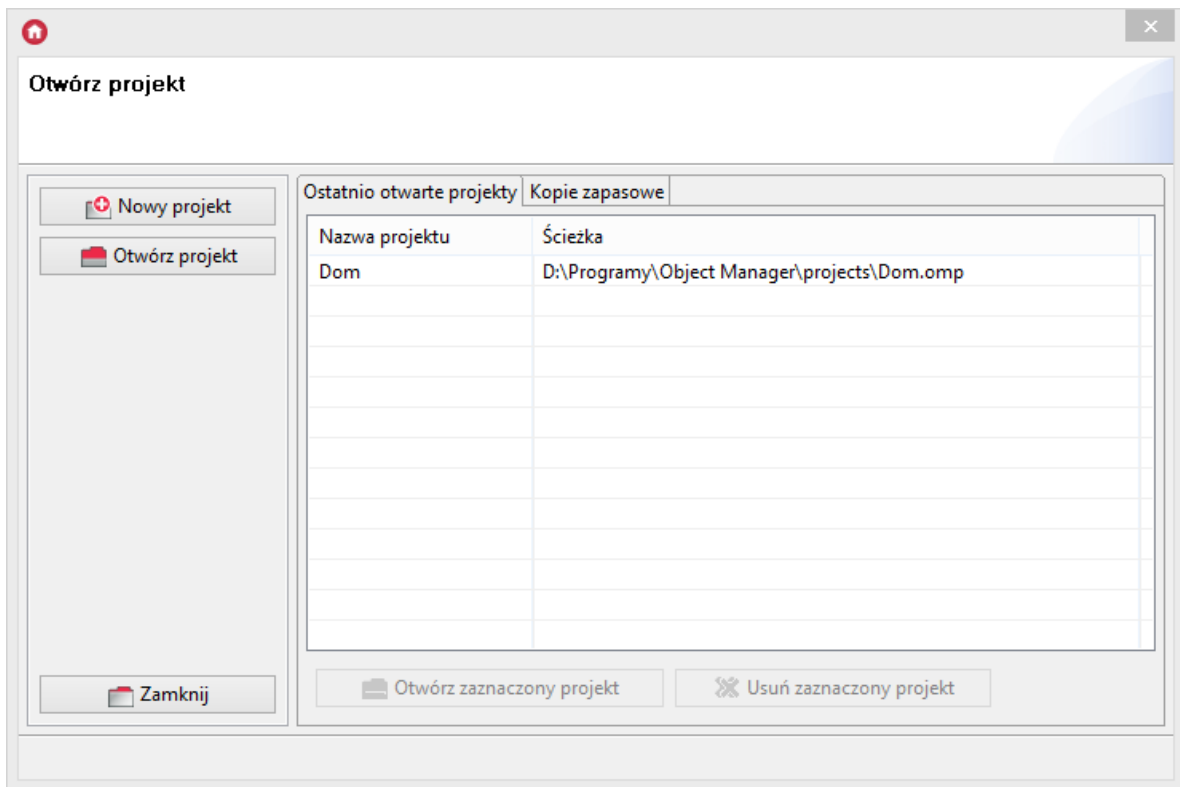 Otwórz projekt
Nowy projekt
Otwórz projekt
Zamknij
Ostatnio otwarte projekty Kopie zapasowe
Nazwa projektu Ścieżka
Dom D:\Programy\Object Manager\projects\Dom.omp
Otwórz zaznaczony projekt Usuń zaznaczony projekt